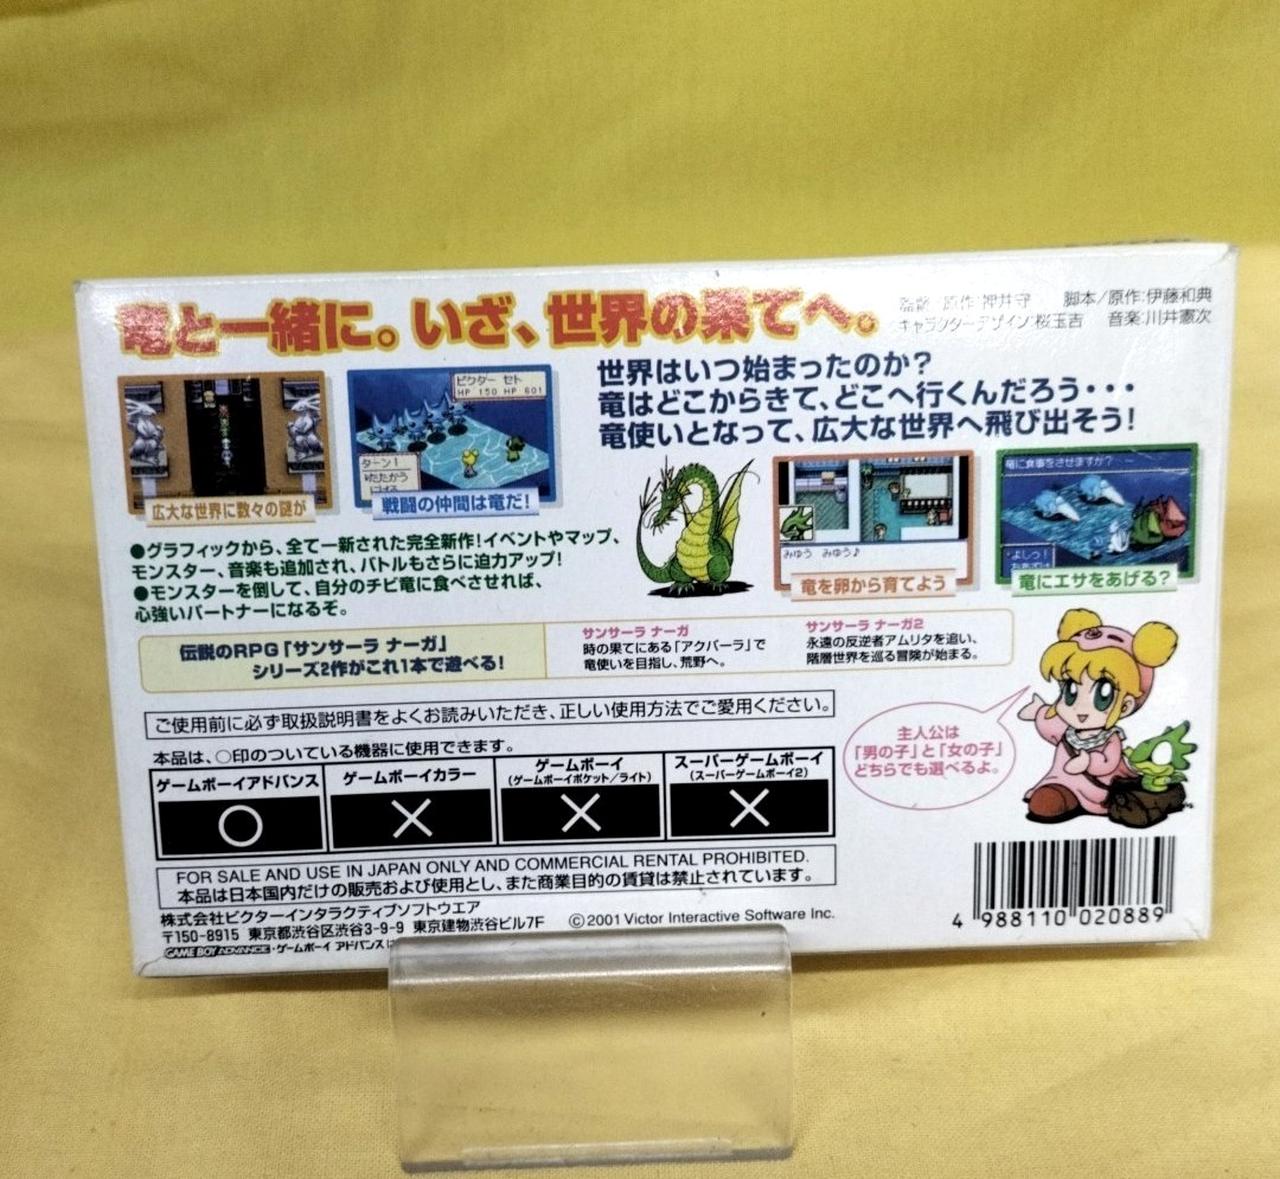 竜と一緒に。いざ、世界の果てへ。
監督／原作:押井守　脚本／原作:伊藤和典
キャラクターデザイン:桜玉吉　音楽:川井憲次
世界はいつ始まったのか?
竜はどこからきて、どこへ行くんだろう・・・
竜使いとなって、広大な世界へ飛び出そう!
広大な世界に数々の謎が
ビクター セト
HP 150 HP 601
ターン1
たたかう
戦闘の仲間は竜だ!
みゆう みゆう♪
竜を卵から育てよう
竜に食事をさせますか?
よしっ!
竜にエサをあげる?
●グラフィックから、全て一新された完全新作!イベントやマップ、
モンスター、音楽も追加され、バトルもさらに迫力アップ!
●モンスターを倒して、自分のチビ竜に食べさせれば、
心強いパートナーになるぞ。
伝説のRPG「サンサーラ ナーガ」
シリーズ2作がこれ1本で遊べる!
サンサーラ ナーガ
時の果てにある「アクバーラ」で
竜使いを目指し、荒野へ。
サンサーラ ナーガ2
永遠の反逆者アムリタを追い、
階層世界を巡る冒険が始まる。
主人公は
「男の子」と「女の子」
どちらでも選べるよ。
ご使用前に必ず取扱説明書をよくお読みいただき、正しい使用方法でご愛用ください。
本品は、○印のついている機器に使用できます。
ゲームボーイアドバンス
ゲームボーイカラー
ゲームボーイ
(ゲームボーイポケット/ライト)
スーパーゲームボーイ
(スーパーゲームボーイ2)
○ × × ×
FOR SALE AND USE IN JAPAN ONLY AND COMMERCIAL RENTAL PROHIBITED.
本品は日本国内だけの販売および使用とし、また商業目的の賃貸は禁止されています。
株式会社ビクターインタラクティブソフトウエア
〒150-8915 東京都渋谷区渋谷3-9-9 東京建物渋谷ビル7F
©2001 Victor Interactive Software Inc.
GAME BOY ADVANCE・ゲームボーイ アドバンスは
4 988110 020889